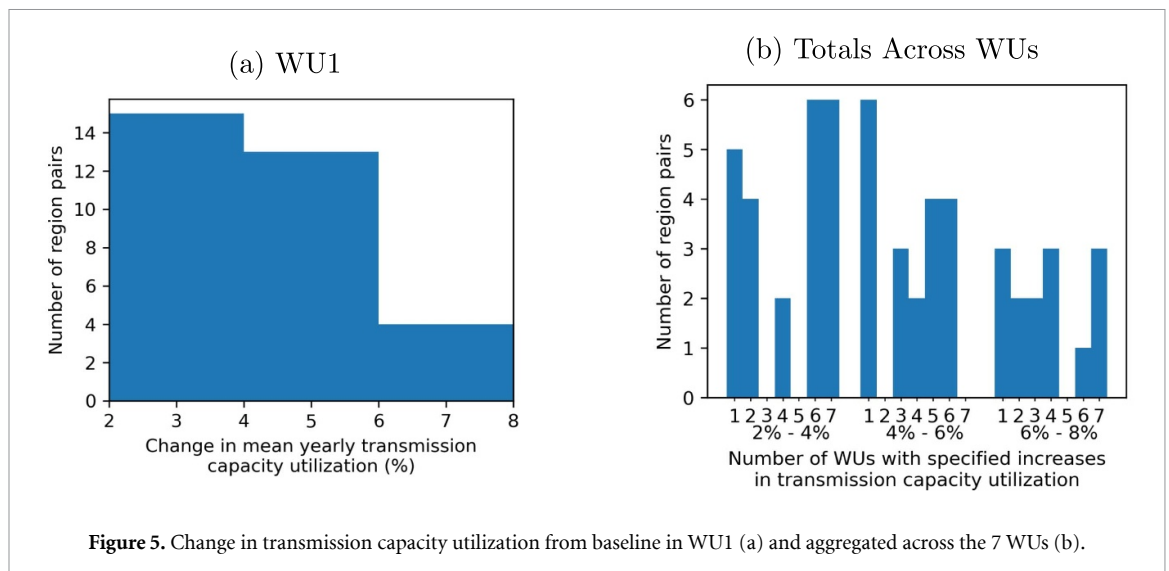 (a) WU1
14
12
10
8
6
4
2
0
Number of region pairs
2 3 4 5 6 7 8
Change in mean yearly transmission
capacity utilization (%)
(b) Totals Across WUs
6
5
4
3
2
1
0
Number of region pairs
1 2 3 4 5 6 7 1 2 3 4 5 6 7 1 2 3 4 5 6 7
2% - 4% 4% - 6% 6% - 8%
Number of WUs with specified increases
in transmission capacity utilization
Figure 5. Change in transmission capacity utilization from baseline in WU1 (a) and aggregated across the 7 WUs (b).